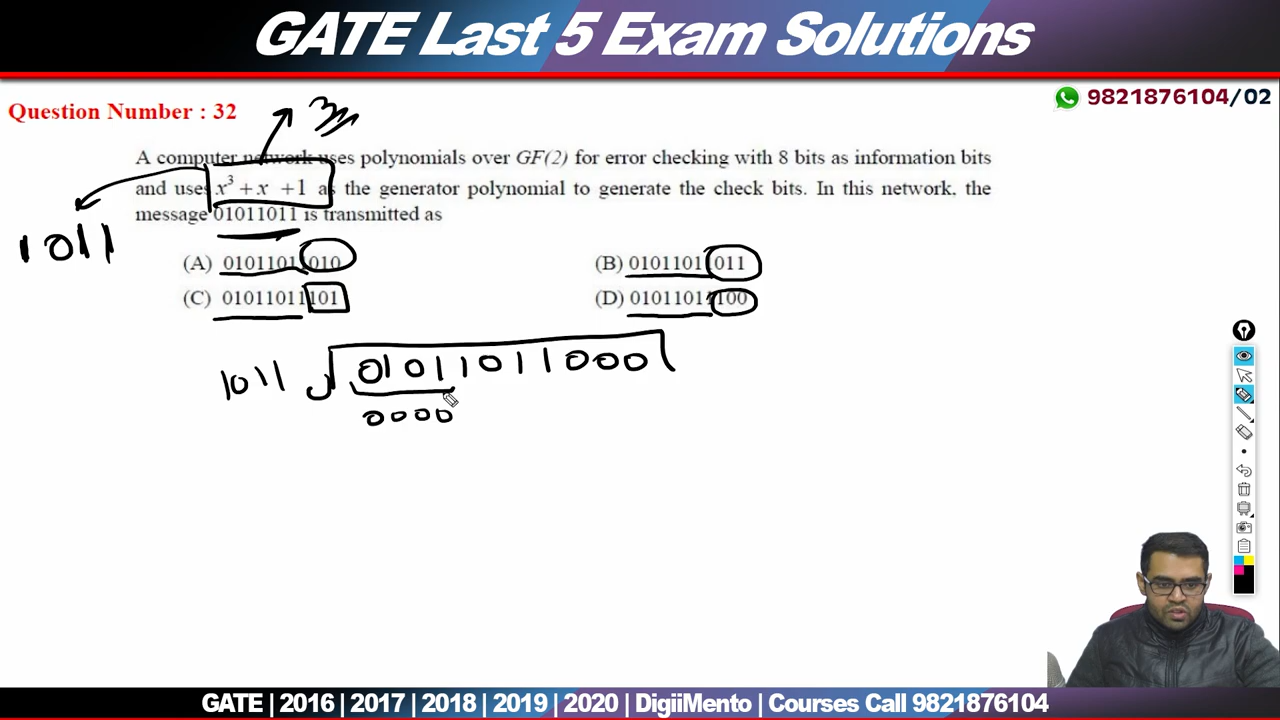 GATE Last 5 Exam Solutions
9821876104/02
Question Number : 32
3
A computer network uses polynomials over GF(2) for error checking with 8 bits as information bits
and uses x³ + x + 1 as the generator polynomial to generate the check bits. In this network, the
message 01011011 is transmitted as
1011
(A) 01011011010
(B) 01011011011
(C) 01011011101
(D) 01011011100
1011
01011011000
0000
GATE | 2016 | 2017 | 2018 | 2019 | 2020 | DigiiMento | Courses Call 9821876104